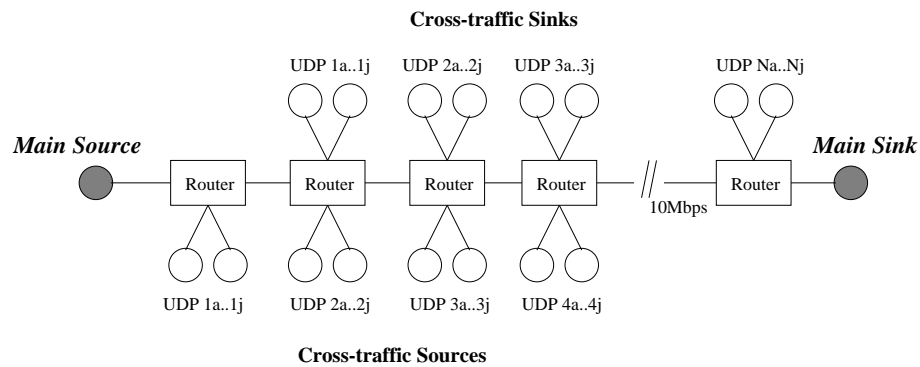 Cross-traffic Sinks
UDP 1a..1j UDP 2a..2j UDP 3a..3j UDP Na..Nj
Main Source Main Sink
Router Router Router Router Router
10Mbps
UDP 1a..1j UDP 2a..2j UDP 3a..3j UDP 4a..4j
Cross-traffic Sources